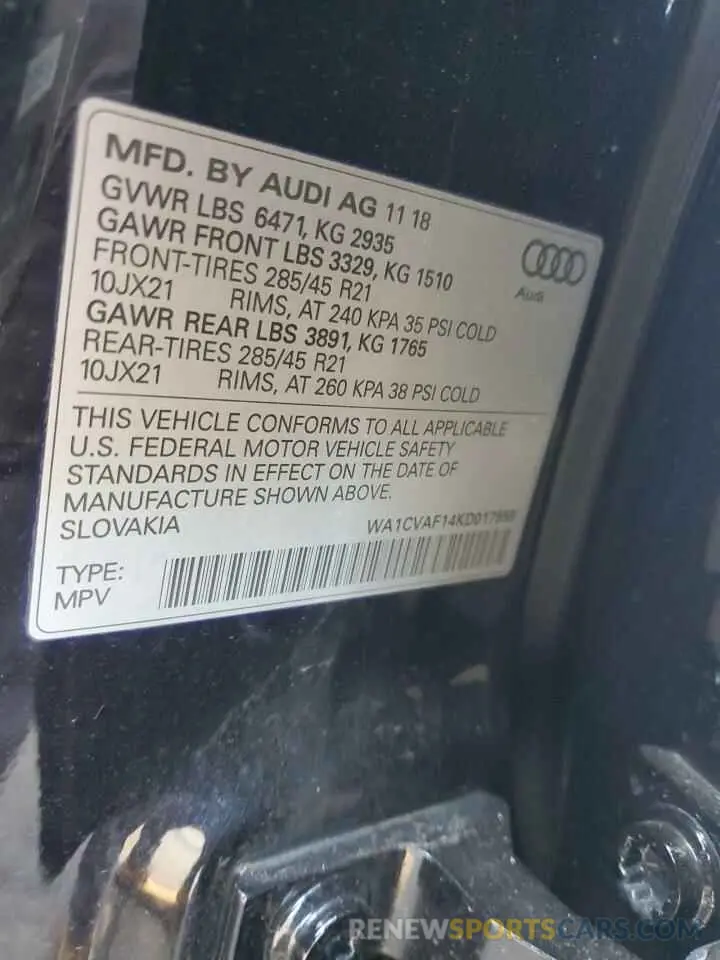 MFD. BY AUDI AG 11 18
GVWR LBS 6471, KG 2935
GAWR FRONT LBS 3329, KG 1510
FRONT-TIRES 285/45 R21
10JX21 RIMS, AT 240 KPA 35 PSI COLD
GAWR REAR LBS 3891, KG 1765
REAR-TIRES 285/45 R21
10JX21 RIMS, AT 260 KPA 38 PSI COLD
Audi
THIS VEHICLE CONFORMS TO ALL APPLICABLE
U.S. FEDERAL MOTOR VEHICLE SAFETY
STANDARDS IN EFFECT ON THE DATE OF
MANUFACTURE SHOWN ABOVE.
SLOVAKIA
TYPE:
MPV
RENEWSPORTSCARS.COM